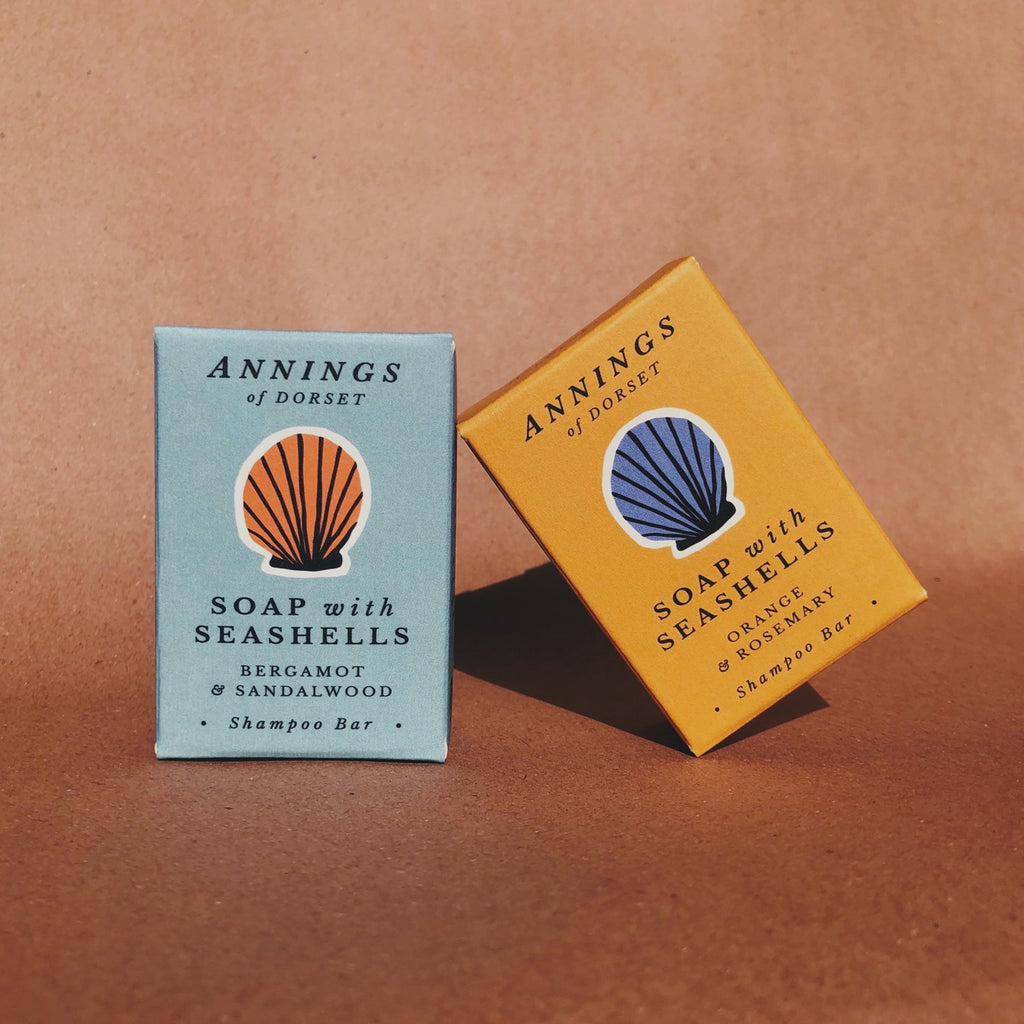 ANNINGS
of DORSET
SOAP with
SEASHELLS
BERGAMOT
& SANDALWOOD
• Shampoo Bar •
ANNINGS
of DORSET
SOAP with
SEASHELLS
ORANGE
& ROSEMARY
• Shampoo Bar •